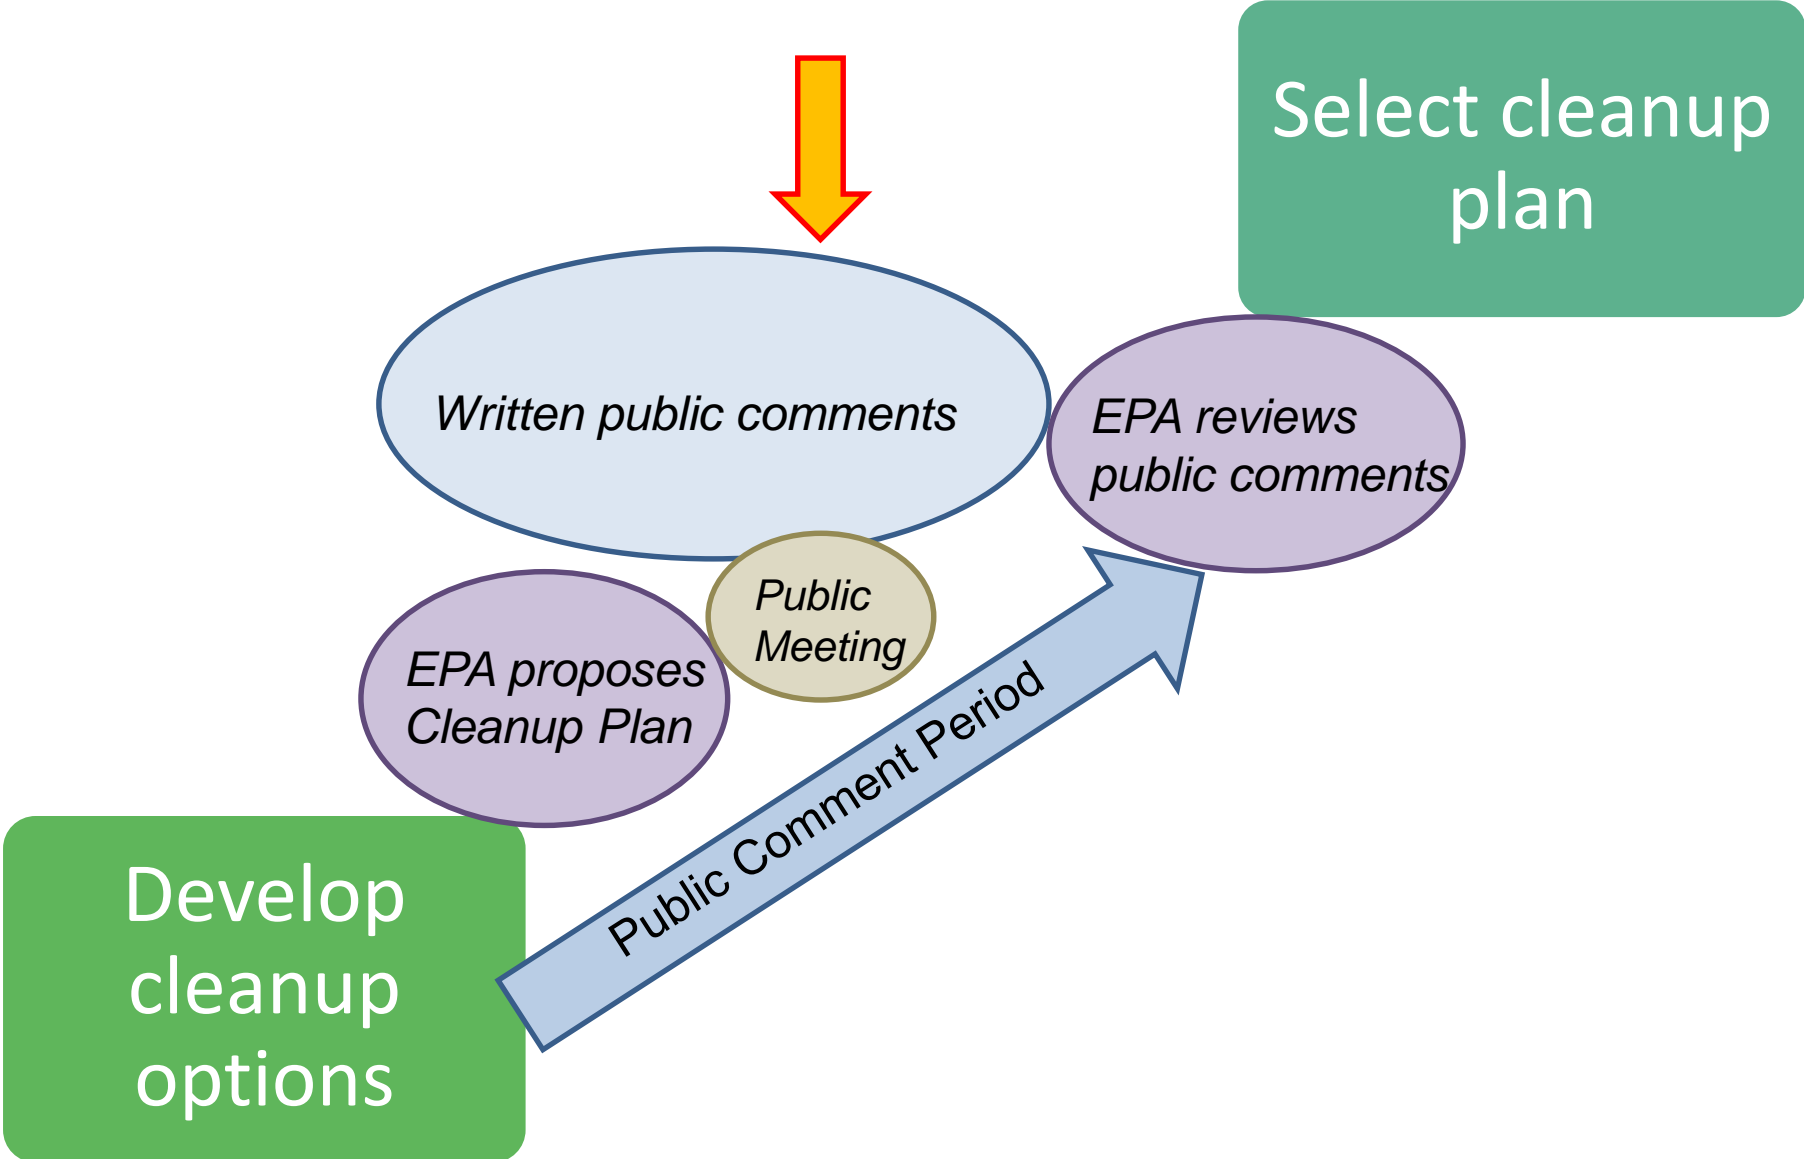 Select cleanup
plan
Written public comments
EPA reviews
public comments
Public
Meeting
EPA proposes
Cleanup Plan
Public Comment Period
Develop
cleanup
options